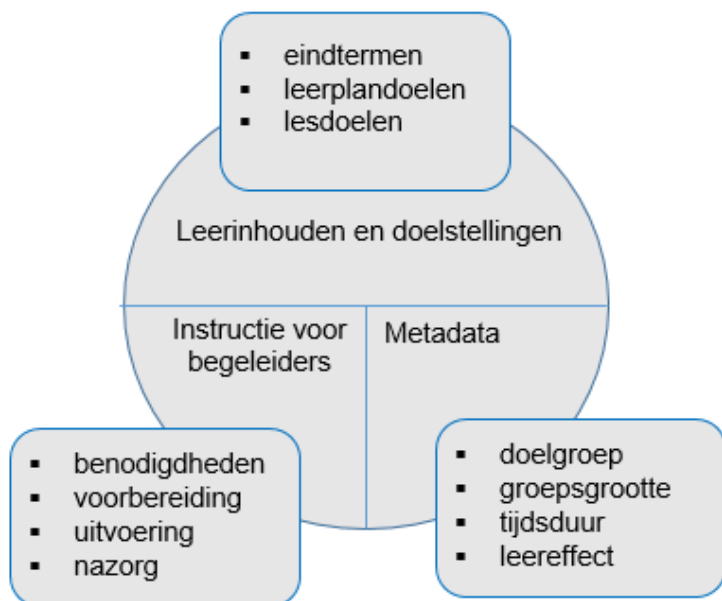 ▪ eindtermen
▪ leerplandoelen
▪ lesdoelen
Leerinhouden en doelstellingen
Instructie voor
begeleiders
Metadata
▪ benodigdheden
▪ voorbereiding
▪ uitvoering
▪ nazorg
▪ doelgroep
▪ groepsgrootte
▪ tijdsduur
▪ leereffect